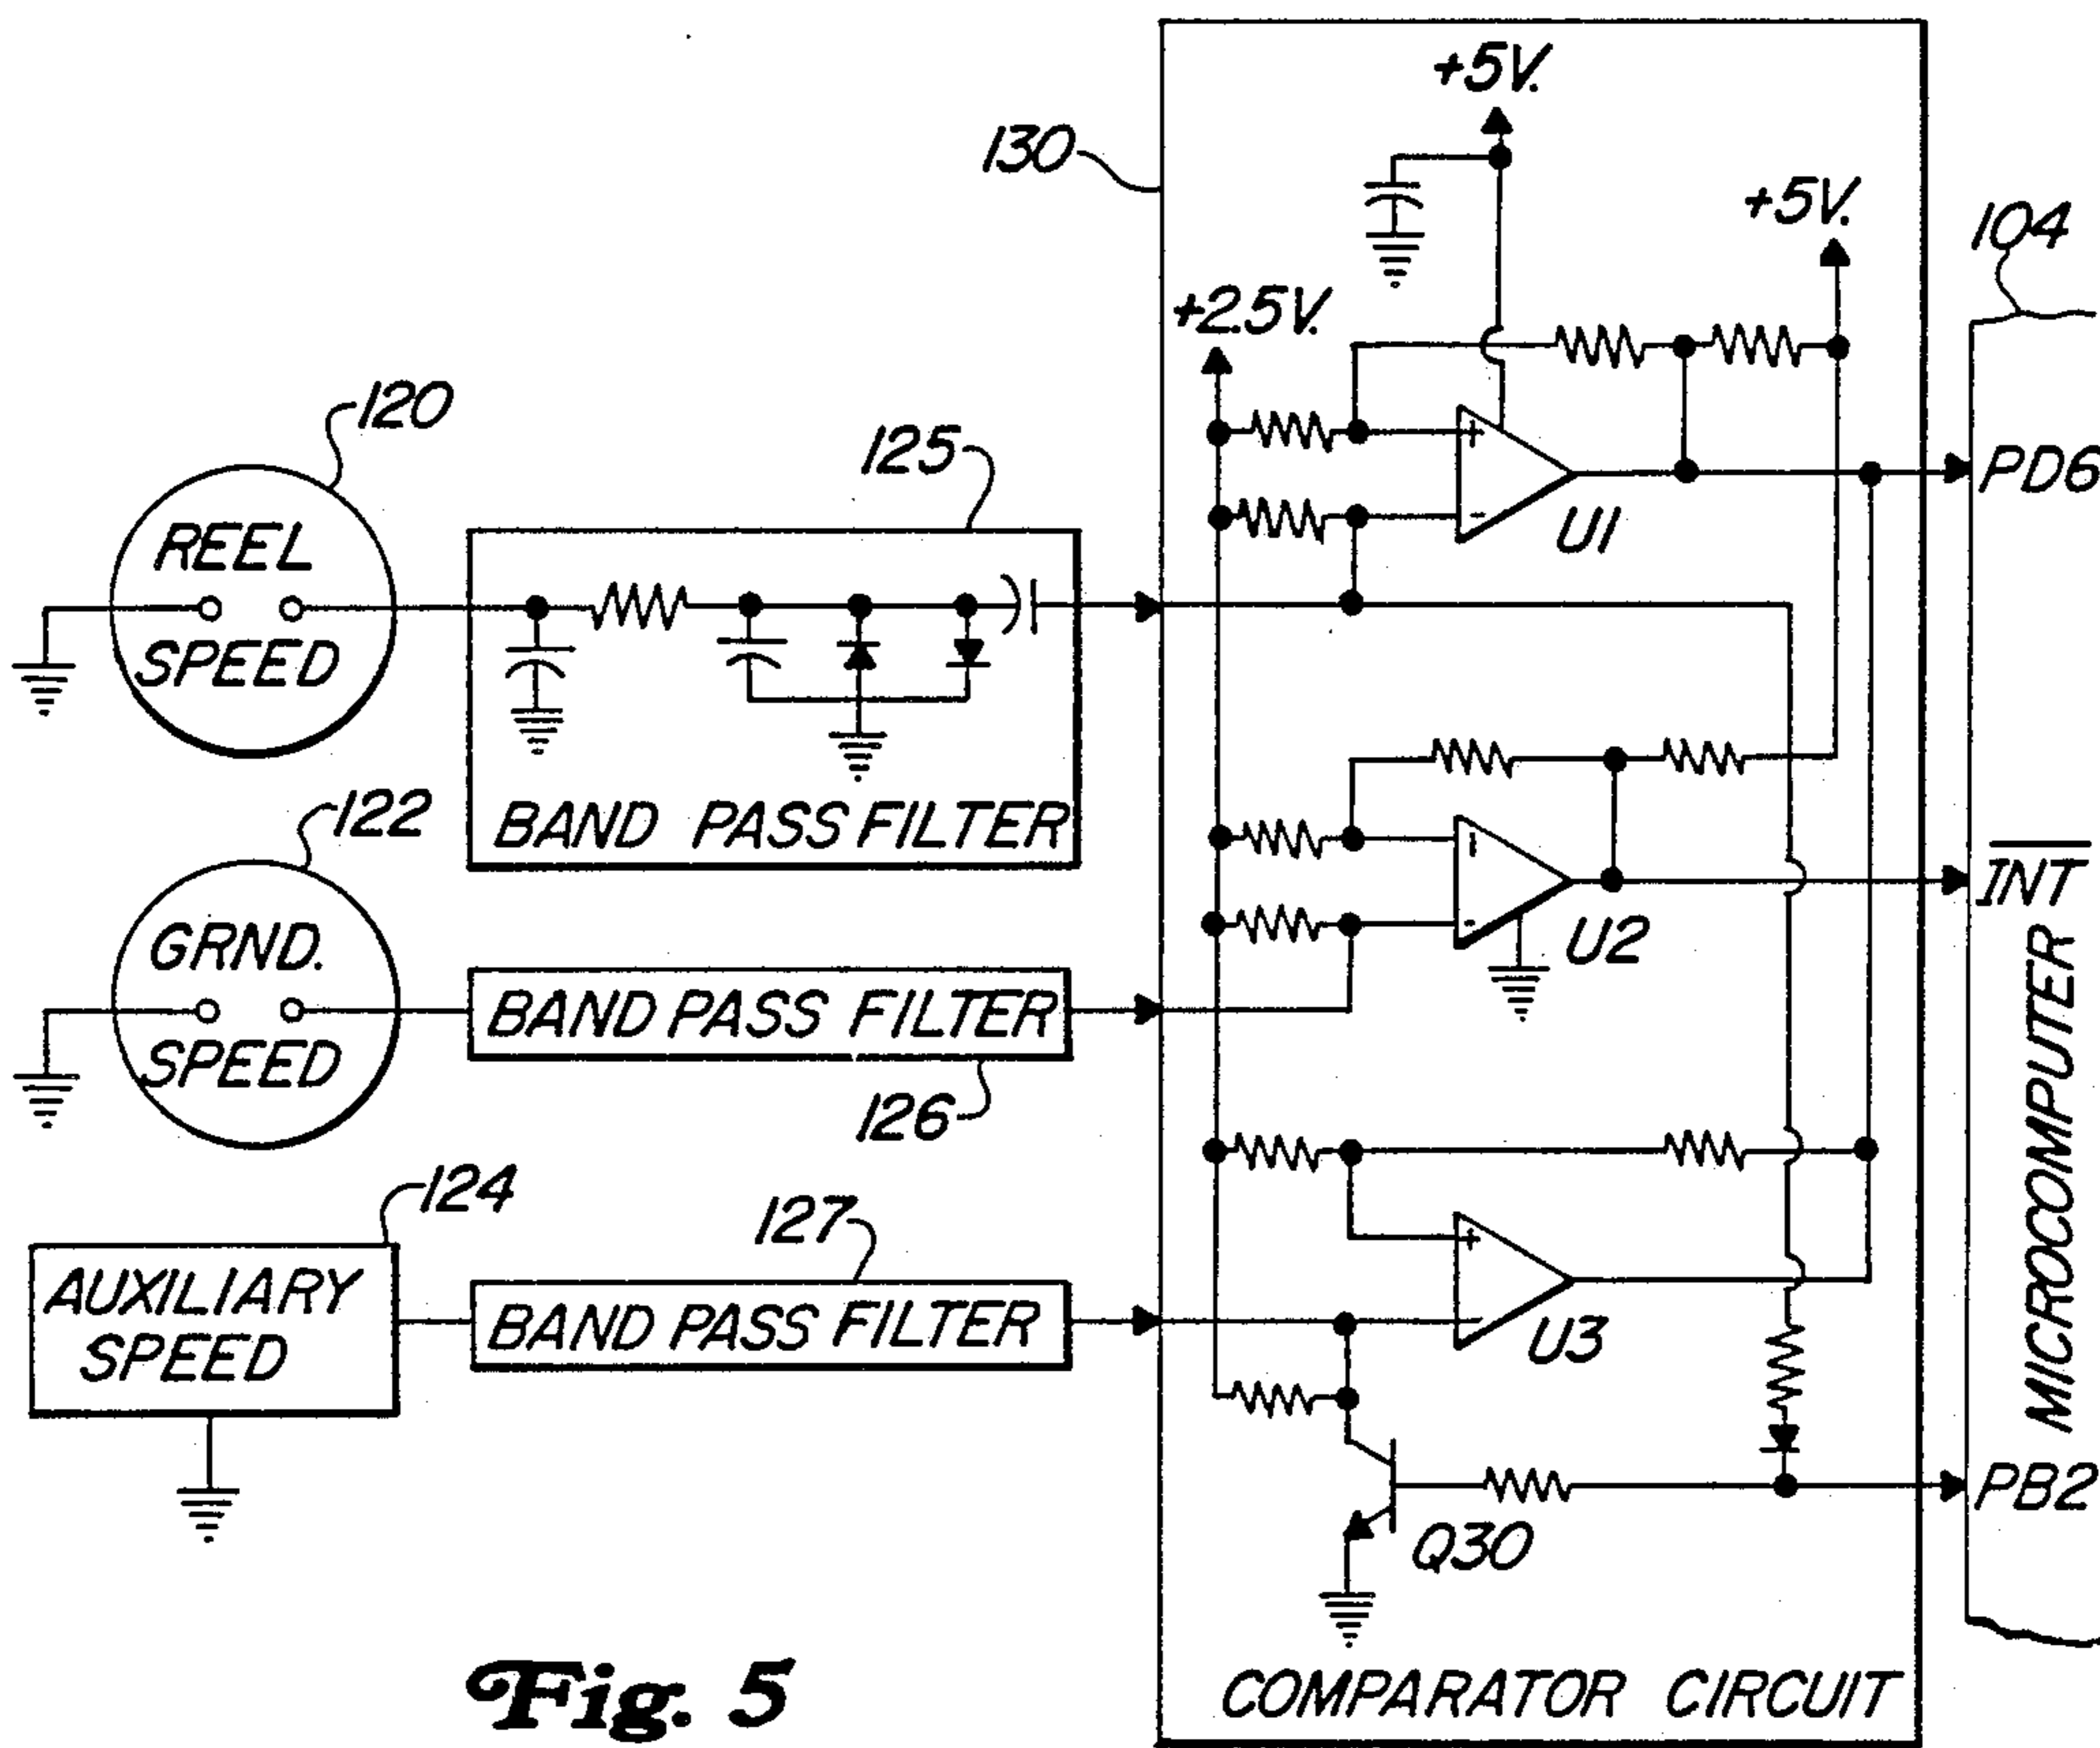 +5V.
130
+5V.
104
+2.5V.
120
125
+
PD6
REEL
SPEED
-
U1
BAND PASS FILTER
122
INT
GRND.
SPEED
-
U2
BAND PASS FILTER
126
MICROCOMPUTER
124
127
+
AUXILIARY
SPEED
BAND PASS FILTER
-
U3
PB2
Q30
COMPARATOR CIRCUIT
Fig. 5